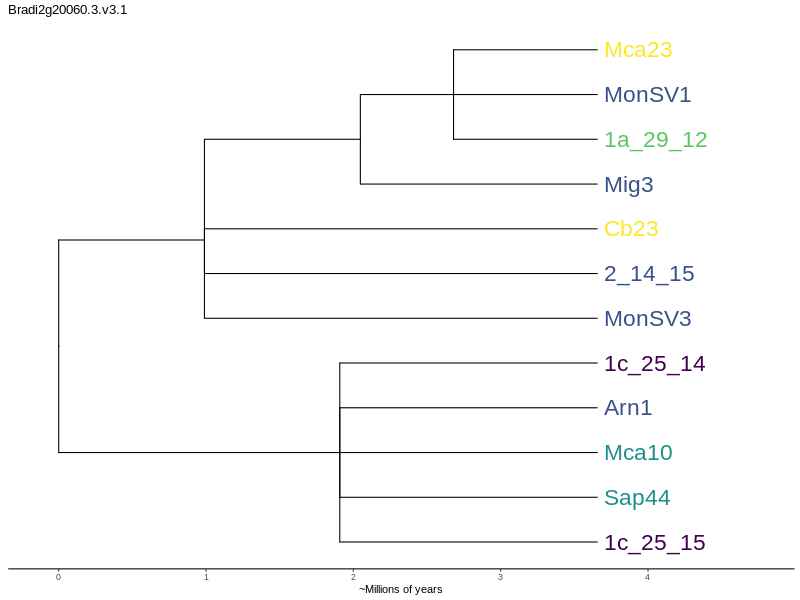 Bradi2g20060.3.v3.1
Mca23
MonSV1
1a_29_12
Mig3
Cb23
2_14_15
MonSV3
1c_25_14
Arn1
Mca10
Sap44
1c_25_15
0 1 2 3 4
~Millions of years